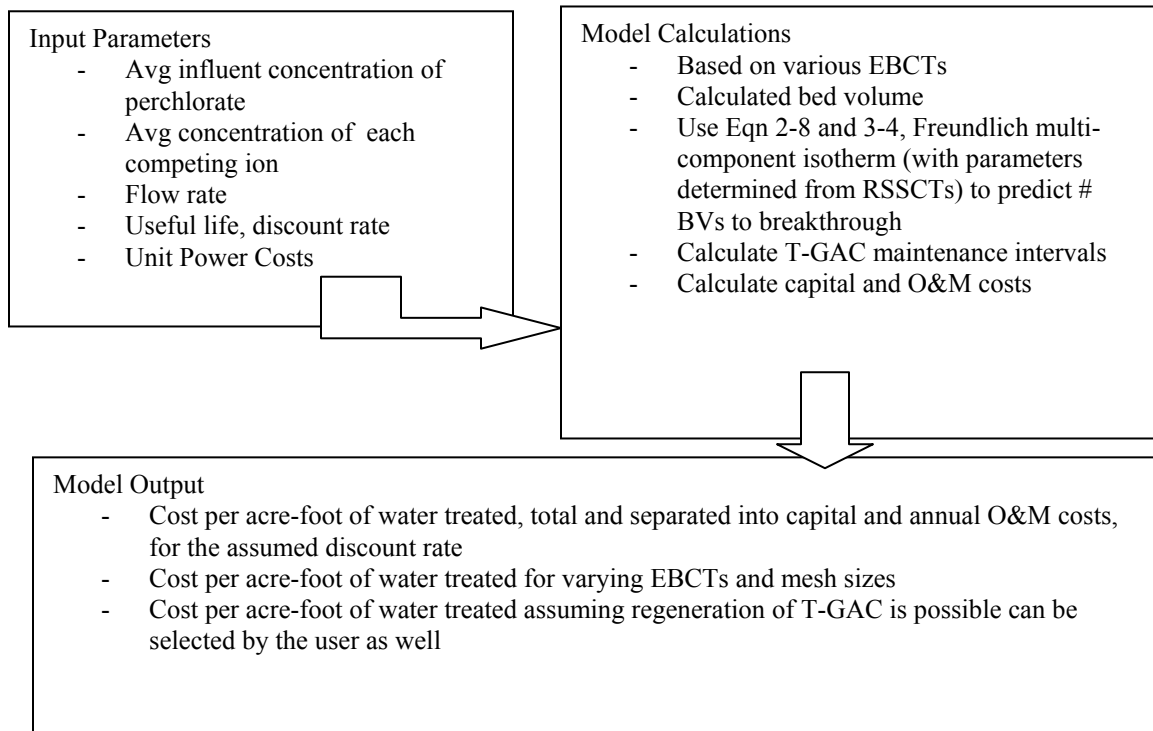 Input Parameters
- Avg influent concentration of
perchlorate
- Avg concentration of each
competing ion
- Flow rate
- Useful life, discount rate
- Unit Power Costs
Model Calculations
- Based on various EBCTs
- Calculated bed volume
- Use Eqn 2-8 and 3-4, Freundlich multi-
component isotherm (with parameters
determined from RSSCTs) to predict #
BVs to breakthrough
- Calculate T-GAC maintenance intervals
- Calculate capital and O&M costs
Model Output
- Cost per acre-foot of water treated, total and separated into capital and annual O&M costs,
for the assumed discount rate
- Cost per acre-foot of water treated for varying EBCTs and mesh sizes
- Cost per acre-foot of water treated assuming regeneration of T-GAC is possible can be
selected by the user as well